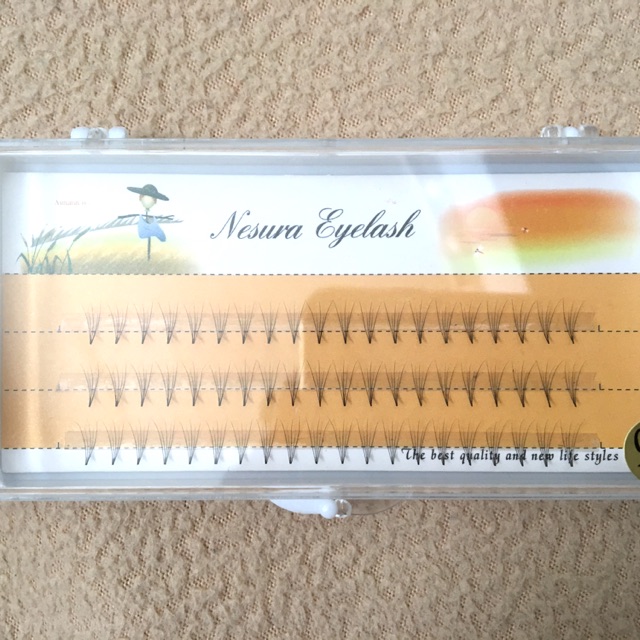 Nesura Eyelash
The best quality and new life styles